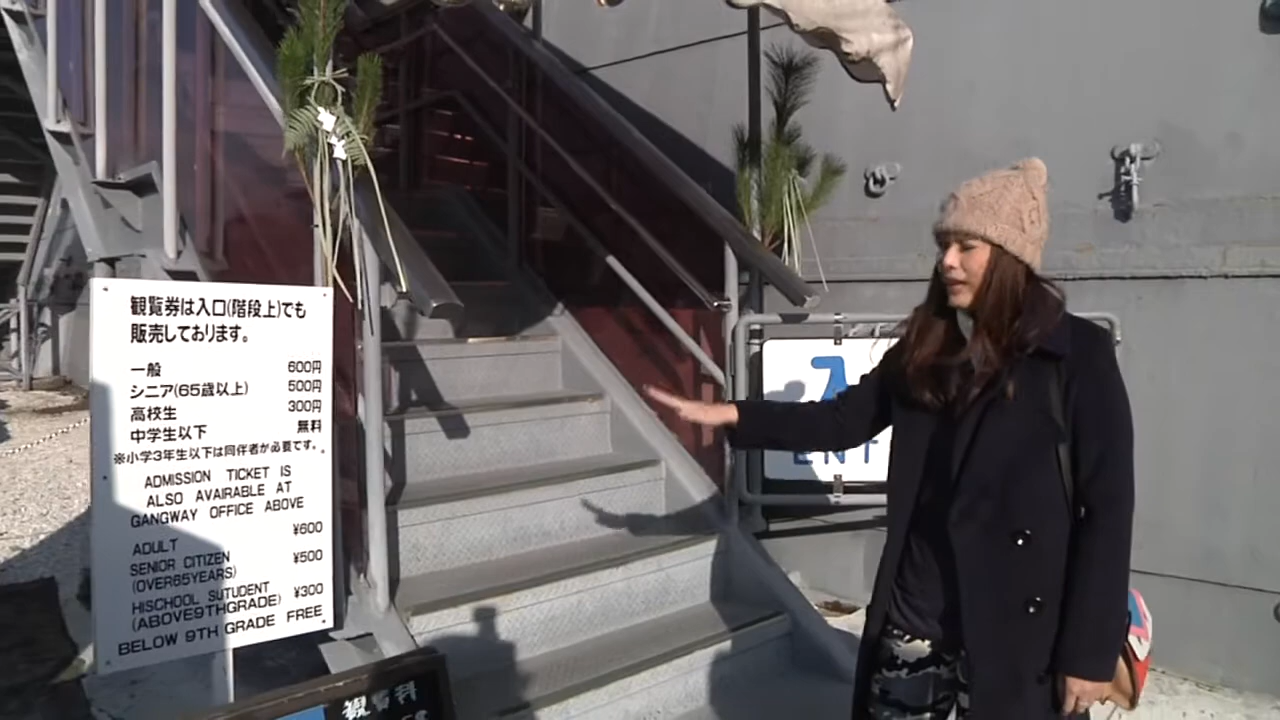 観覧券は入口(階段上)でも
販売しております。
一般 600円
シニア(65歳以上) 500円
高校生 300円
中学生以下 無料
※小学3年生以下は同伴者が必要です。
ADMISSION TICKET IS
ALSO AVAIRABLE AT
GANGWAY OFFICE ABOVE
ADULT ¥600
SENIOR CITIZEN ¥500
(OVER65YEARS)
HISCHOOL SUTUDENT ¥300
(ABOVE9THGRADE)
BELOW 9TH GRADE FREE
入
ENT
観覧料